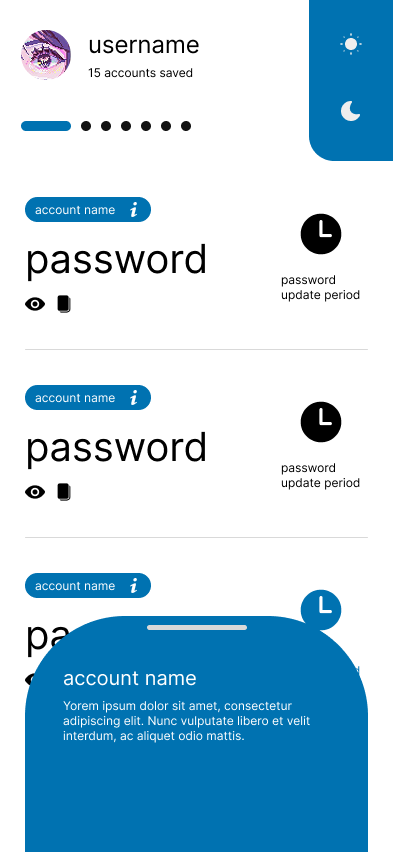 username
15 accounts saved
account name i
password
password
update period
account name i
password
password
update period
account name i
pa
d
account name
Yorem ipsum dolor sit amet, consectetur
adipiscing elit. Nunc vulputate libero et velit
interdum, ac aliquet odio mattis.